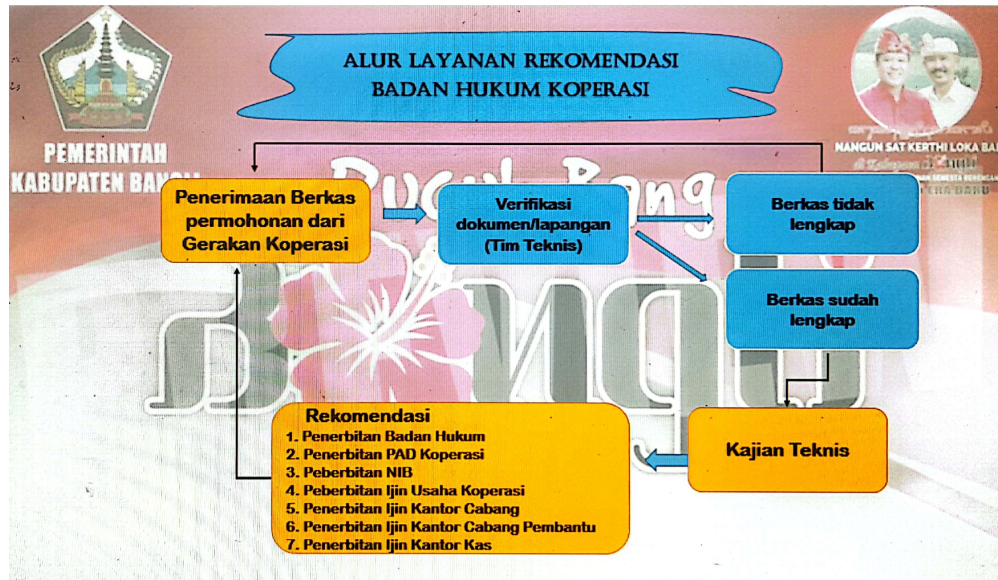 ALUR LAYANAN REKOMENDASI
BADAN HUKUM KOPERASI
PEMERINTAH
KABUPATEN
NANGUN SAT KERTHI LOKA
Penerimaan Berkas
permohonan dari
Gerakan Koperasi
Verifikasi
dokumen/lapangan
(Tim Teknis)
Berkas tidak
lengkap
Berkas sudah
lengkap
Kajian Teknis
Rekomendasi
1. Penerbitan Badan Hukum
2. Penerbitan PAD Koperasi
3. Peberbitan NIB
4. Peberbitan Ijin Usaha Koperasi
5. Penerbitan Ijin Kantor Cabang
6. Penerbitan Ijin Kantor Cabang Pembantu
7. Penerbitan Ijin Kantor Kas